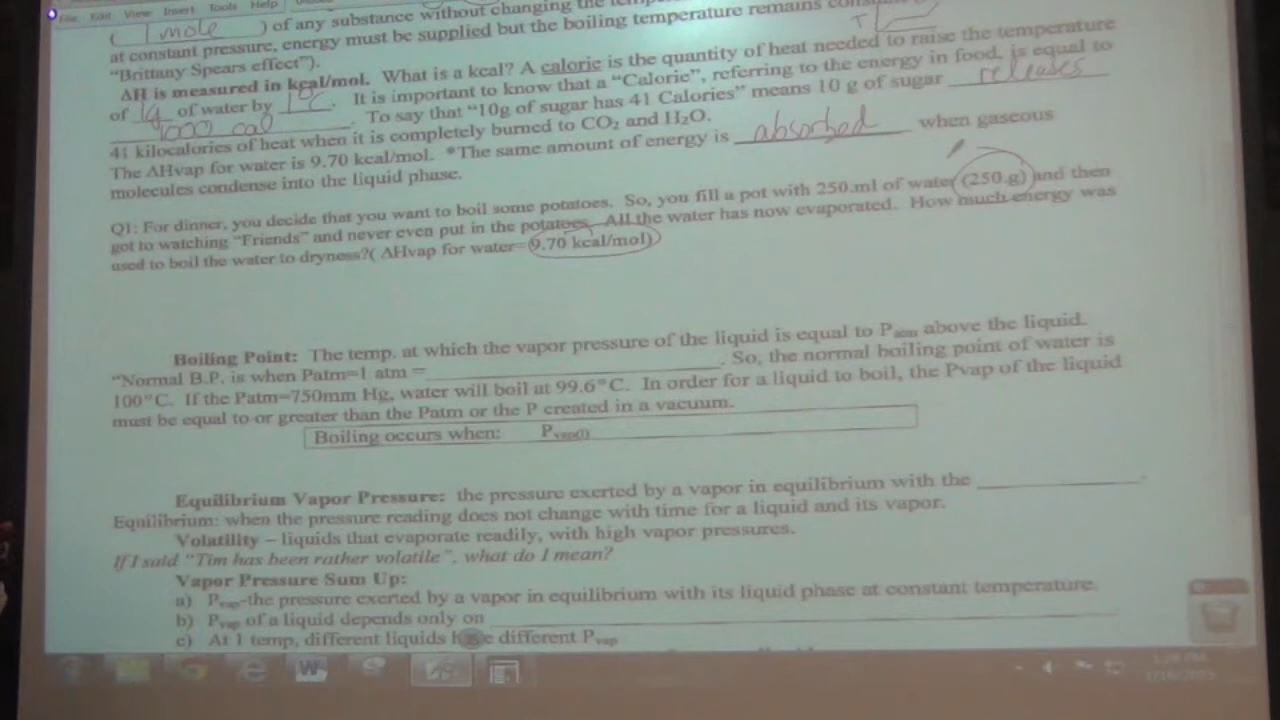 File Edit View Insert Tools Help
( 1 mole ) of any substance without changing the
at constant pressure, energy must be supplied but the boiling temperature remains
"Brittany Spears effect").
ΔH is measured in kcal/mol. What is a kcal? A calorie is the quantity of heat needed to raise the temperature
of 1g of water by 1°C. It is important to know that a "Calorie", referring to the energy in food, is equal to
1000 cal. To say that "10g of sugar has 41 Calories" means 10 g of sugar releases
41 kilocalories of heat when it is completely burned to CO₂ and H₂O.
The ΔHvap for water is 9.70 kcal/mol. *The same amount of energy is absorbed when gaseous
molecules condense into the liquid phase.
Q1: For dinner, you decide that you want to boil some potatoes. So, you fill a pot with 250.ml of water (250.g) and then
got to watching "Friends" and never even put in the potatoes. All the water has now evaporated. How much energy was
used to boil the water to dryness?( ΔHvap for water=9.70 kcal/mol)
Boiling Point: The temp. at which the vapor pressure of the liquid is equal to Patm above the liquid.
"Normal B.P. is when Patm=1 atm = ____. So, the normal boiling point of water is
100°C. If the Patm=750mm Hg, water will boil at 99.6°C. In order for a liquid to boil, the Pvap of the liquid
must be equal to or greater than the Patm or the P created in a vacuum.
Boiling occurs when: Pvap(l)
Equilibrium Vapor Pressure: the pressure exerted by a vapor in equilibrium with the ____.
Equilibrium: when the pressure reading does not change with time for a liquid and its vapor.
Volatility – liquids that evaporate readily, with high vapor pressures.
If I said "Tim has been rather volatile", what do I mean?
Vapor Pressure Sum Up:
a) Pvap-the pressure exerted by a vapor in equilibrium with its liquid phase at constant temperature.
b) Pvap of a liquid depends only on ____
c) At 1 temp, different liquids have different Pvap